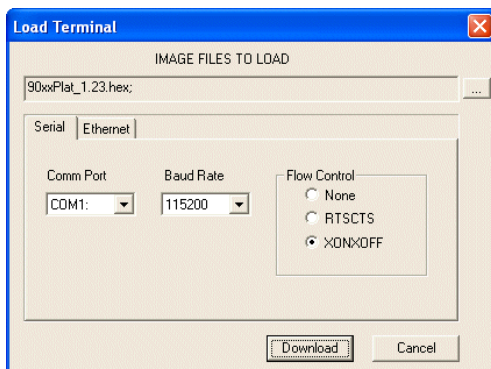 Load Terminal
IMAGE FILES TO LOAD
90xxPlat_1.23.hex;
...
Serial Ethernet
Comm Port Baud Rate Flow Control
COM1: 115200 None
RTSCTS
XONXOFF
Download Cancel